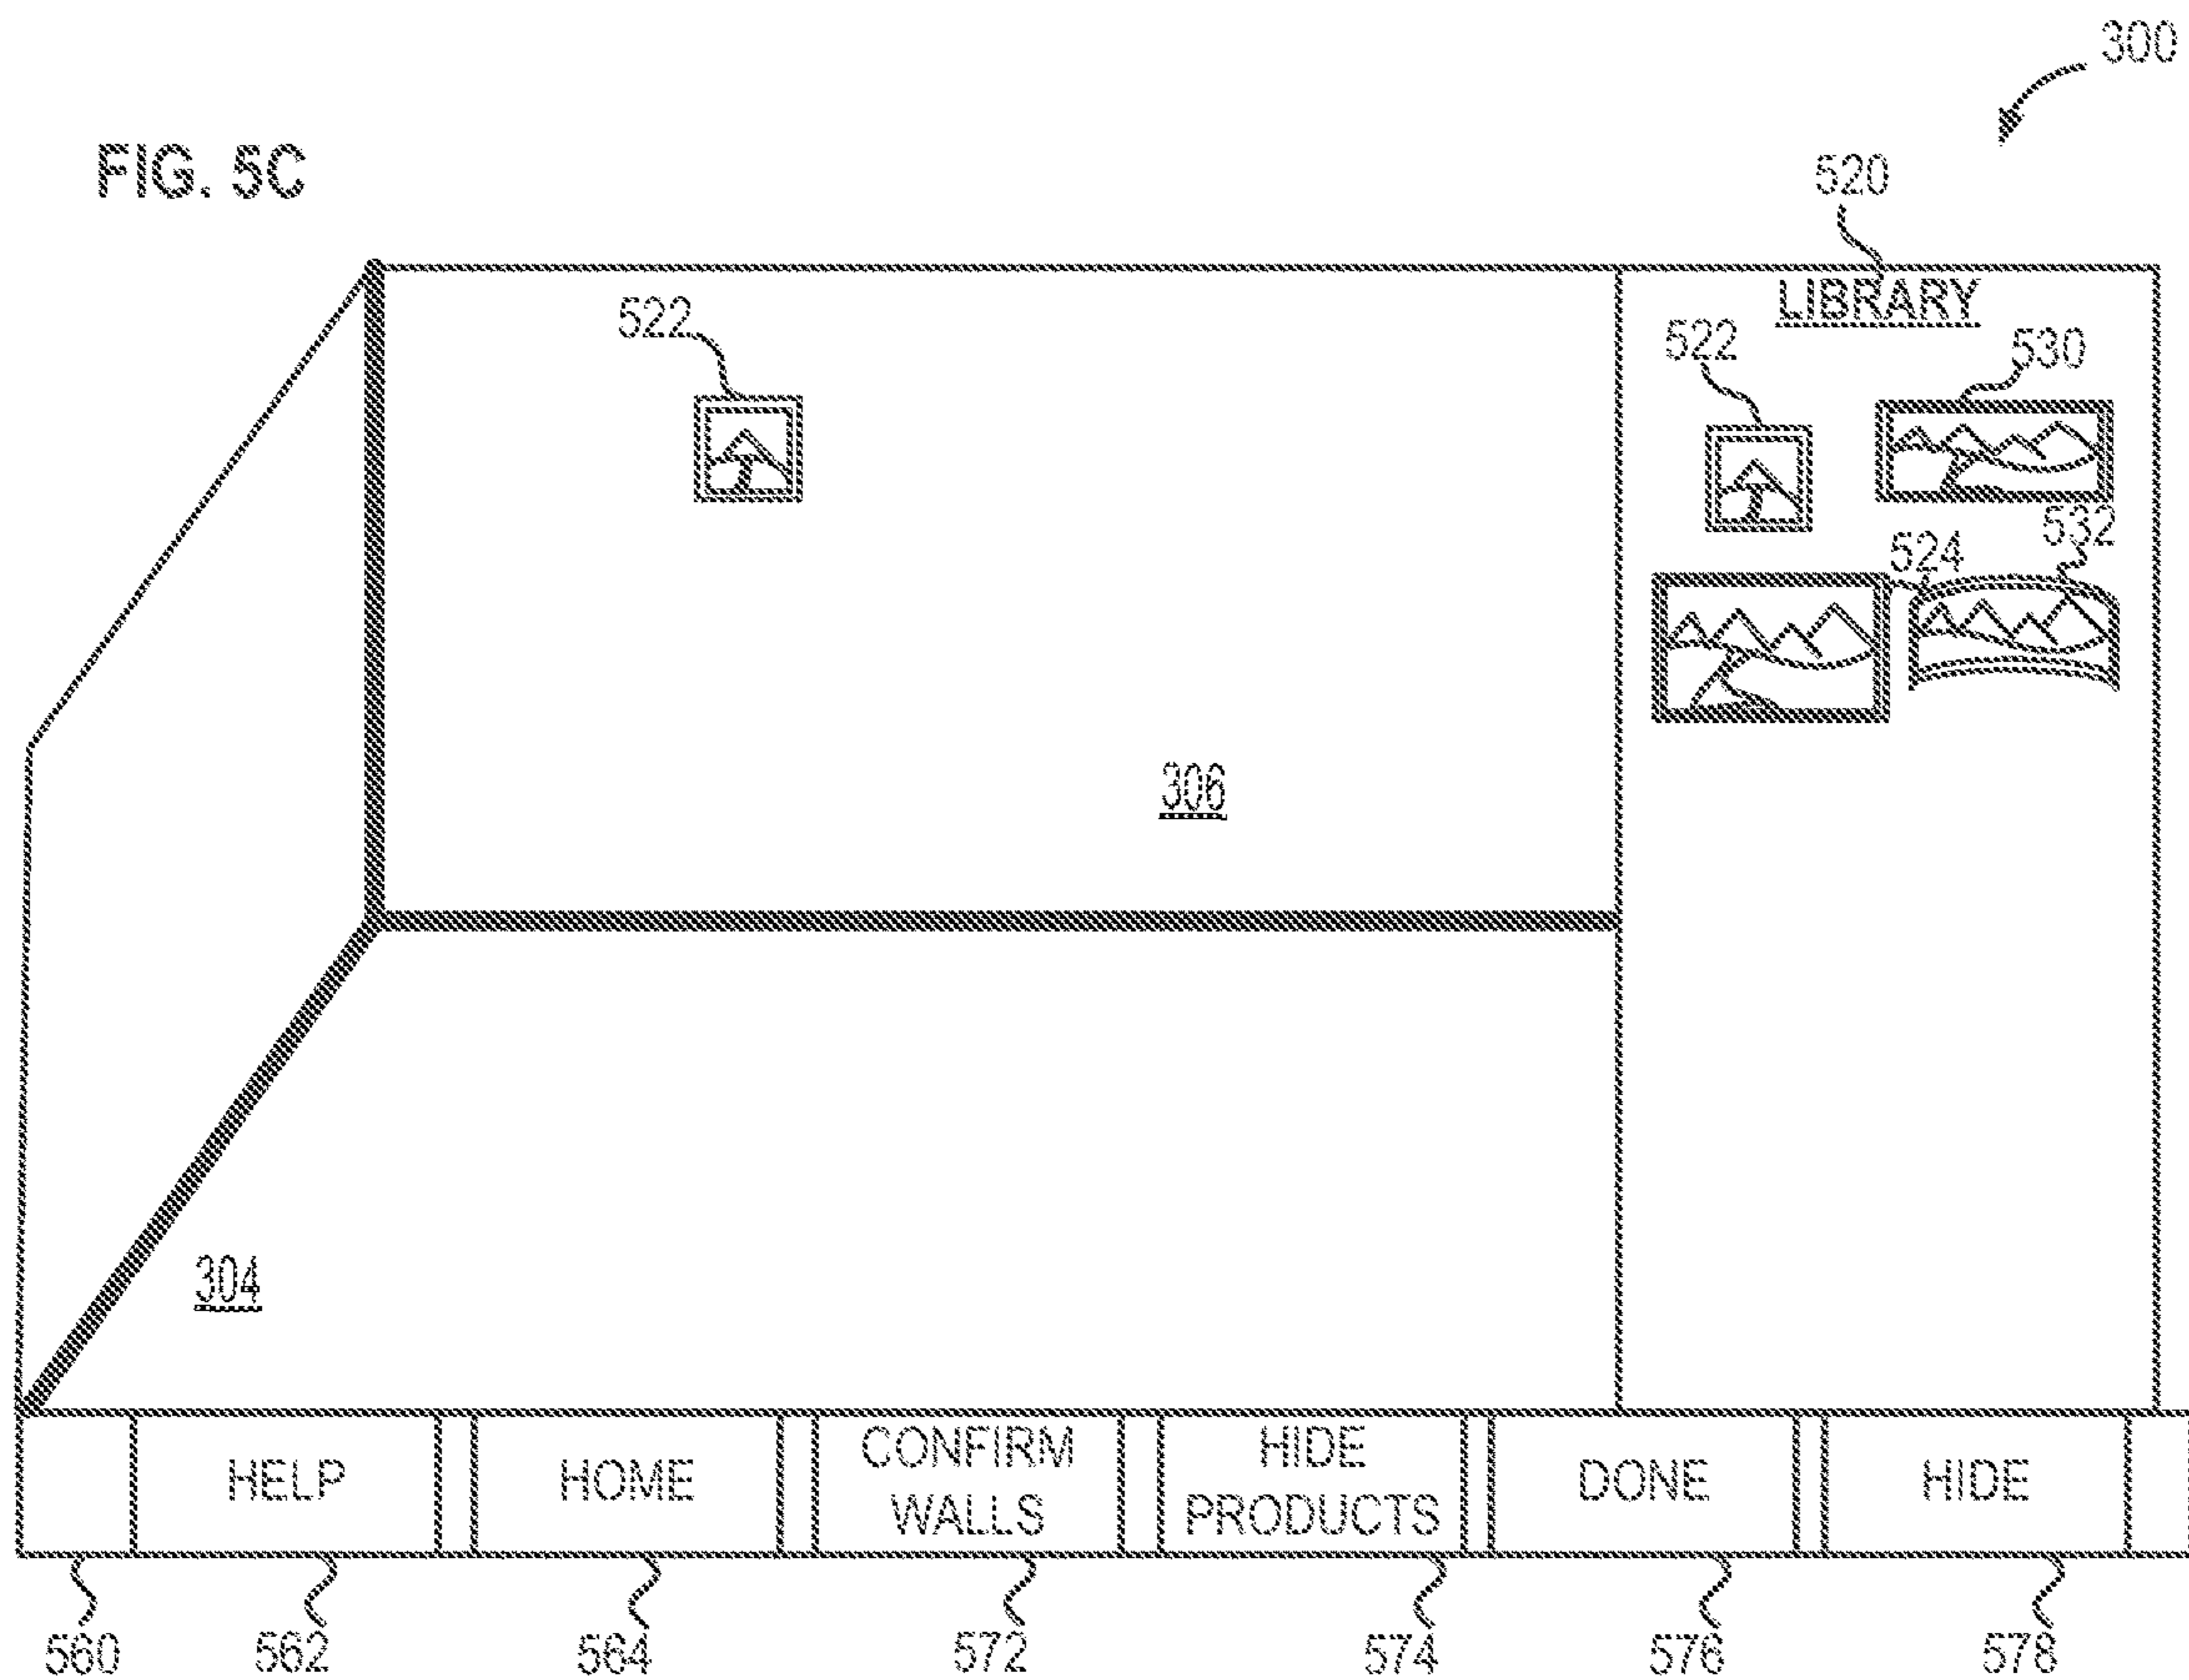 300
FIG. 5C
520
LIBRARY
522
522
530
532
524
306
304
HELP
HOME
CONFIRM
WALLS
HIDE
PRODUCTS
DONE
HIDE
560
562
564
572
574
576
578